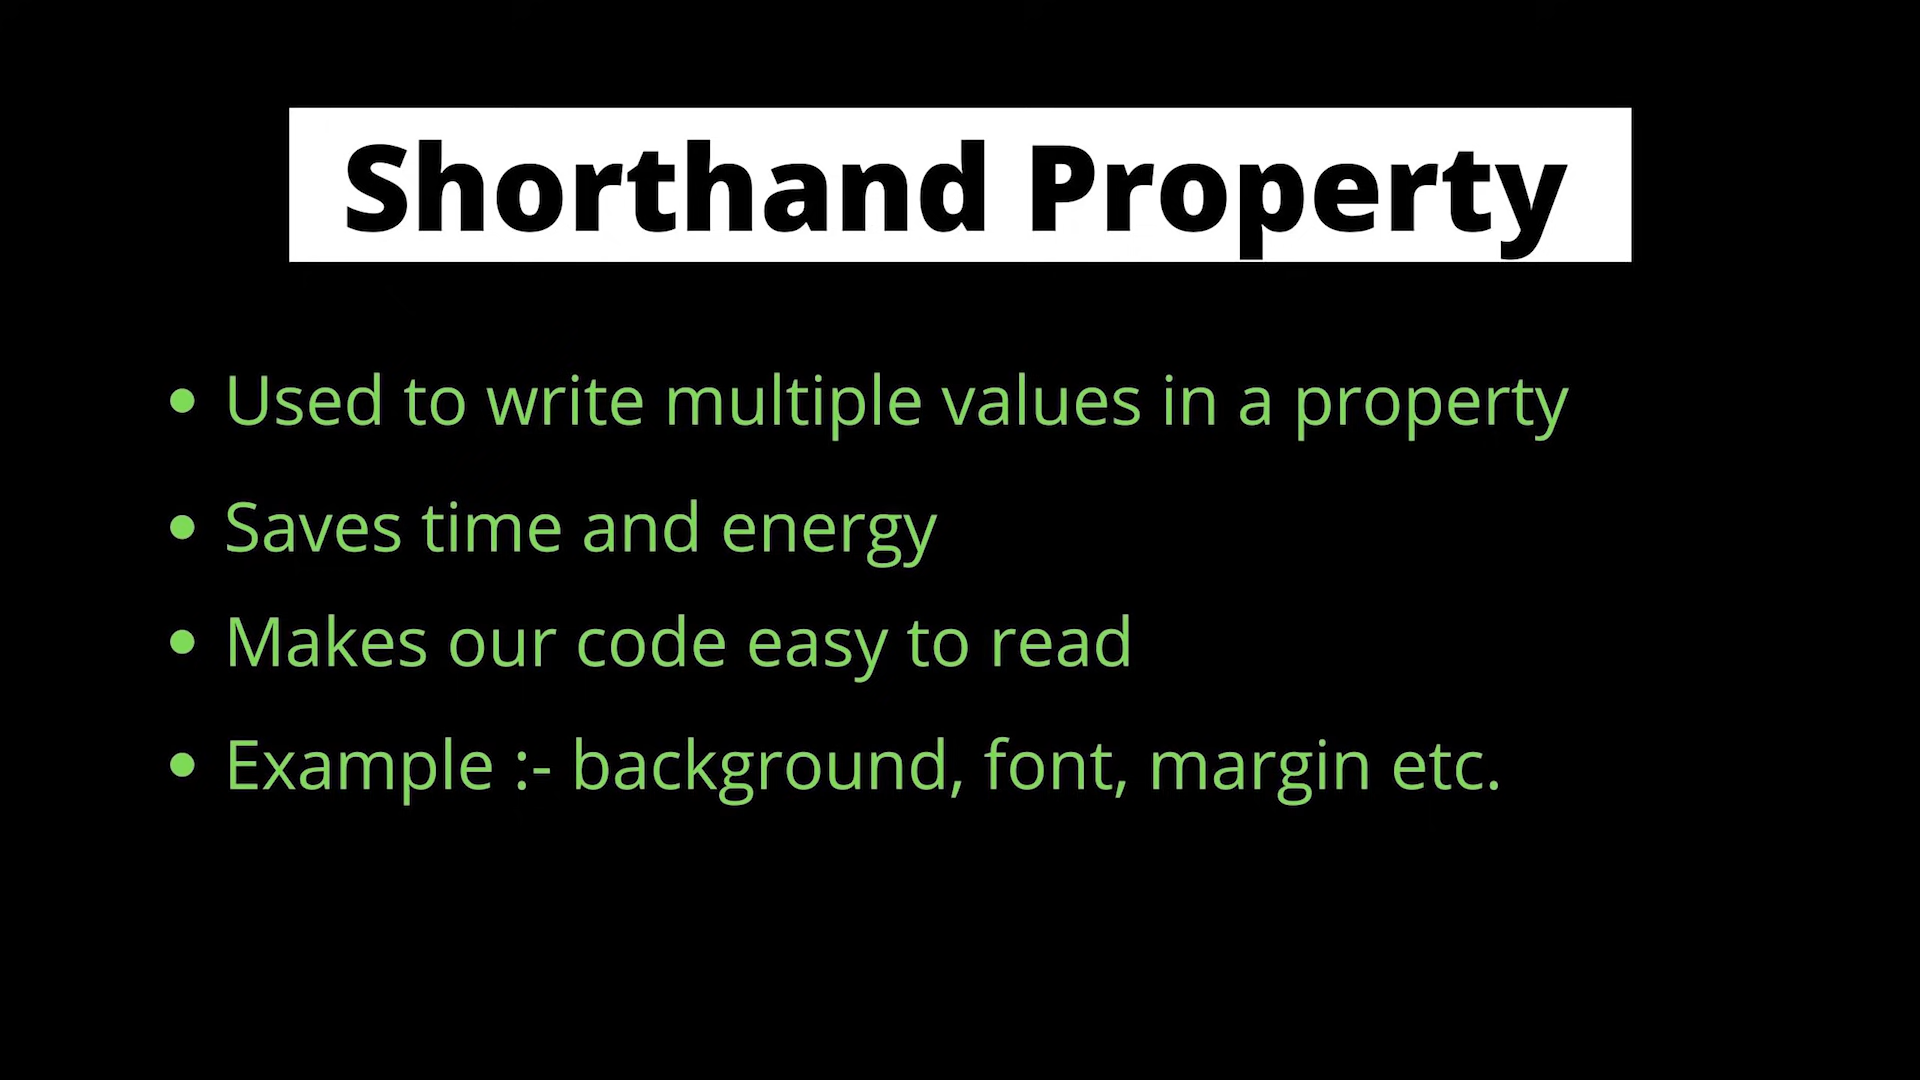 Shorthand Property
• Used to write multiple values in a property
• Saves time and energy
• Makes our code easy to read
• Example :- background, font, margin etc.